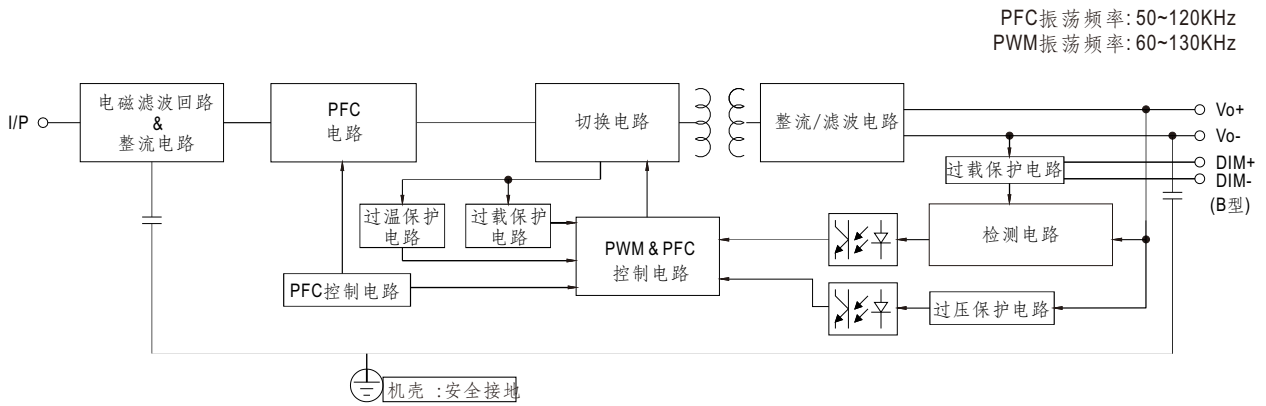 PFC振荡频率: 50~120KHz
PWM振荡频率: 60~130KHz
I/P
电磁滤波回路
&
整流电路
PFC
电路
切换电路
整流/滤波电路
Vo+
Vo-
DIM+
DIM-
(B型)
过载保护电路
过温保护
电路
过载保护
电路
PWM & PFC
控制电路
检测电路
PFC控制电路
过压保护电路
机壳 :安全接地